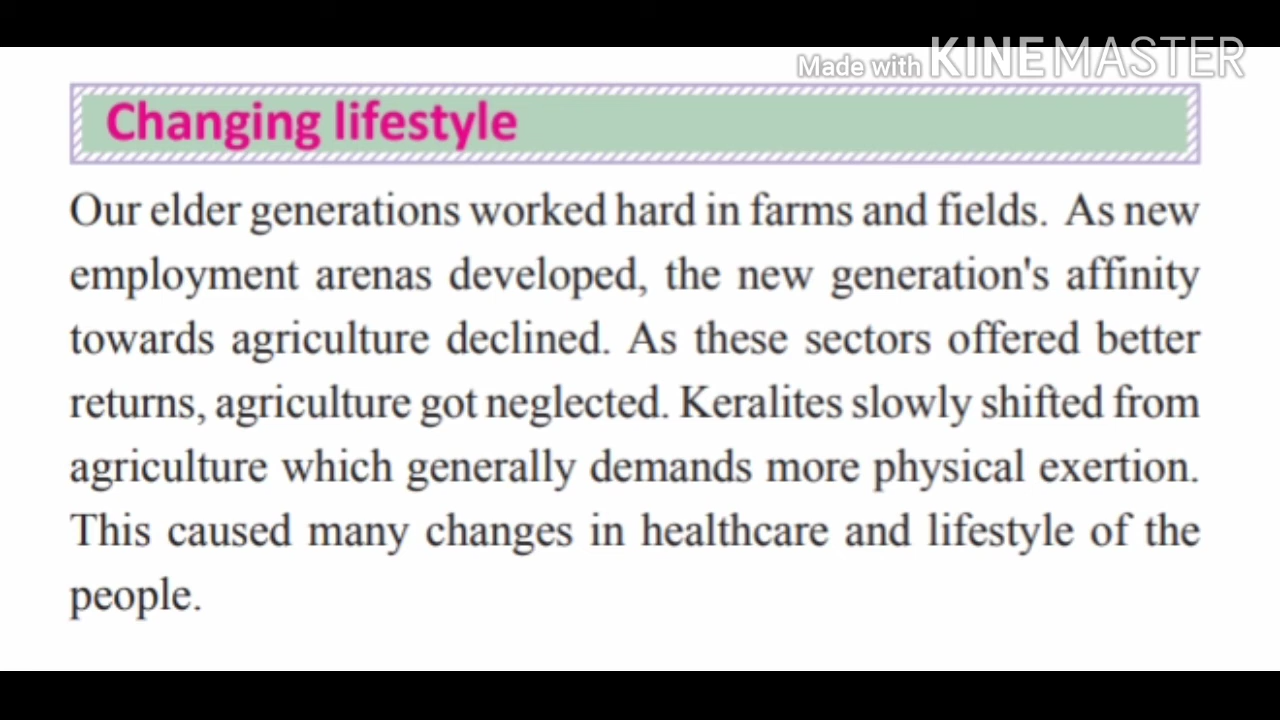 Made with KINEMASTER
Changing lifestyle
Our elder generations worked hard in farms and fields. As new
employment arenas developed, the new generation's affinity
towards agriculture declined. As these sectors offered better
returns, agriculture got neglected. Keralites slowly shifted from
agriculture which generally demands more physical exertion.
This caused many changes in healthcare and lifestyle of the
people.